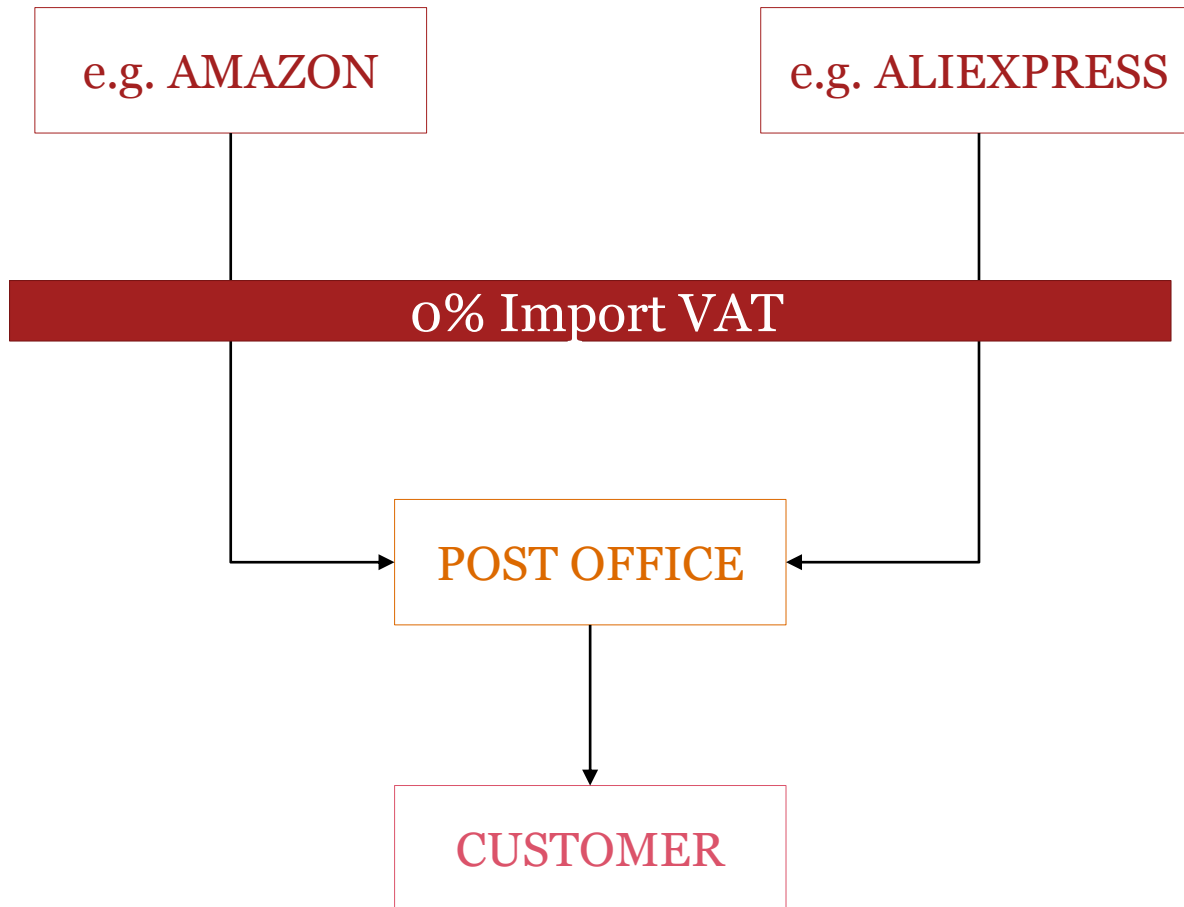 e.g. AMAZON
e.g. ALIEXPRESS
0% Import VAT
POST OFFICE
CUSTOMER